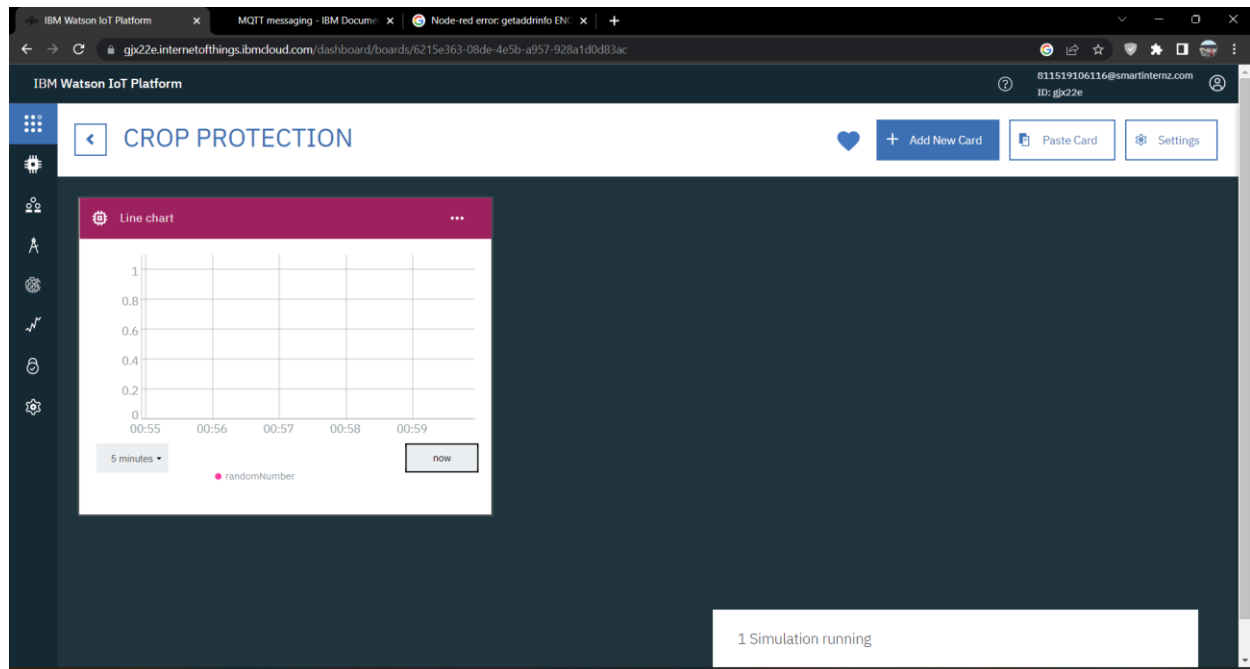 IBM Watson IoT Platform
MQTT messaging - IBM Docume
Node-red error: getaddrinfo ENO
gjx22e.internetofthings.ibmcloud.com/dashboard/boards/6215e363-08de-4e5b-a957-928a1d0d83ac
IBM Watson IoT Platform
811519106116@smartinternz.com
ID: gjx22e
CROP PROTECTION
Add New Card
Paste Card
Settings
Line chart
1
0.8
0.6
0.4
0.2
0
00:55 00:56 00:57 00:58 00:59
5 minutes
now
randomNumber
1 Simulation running